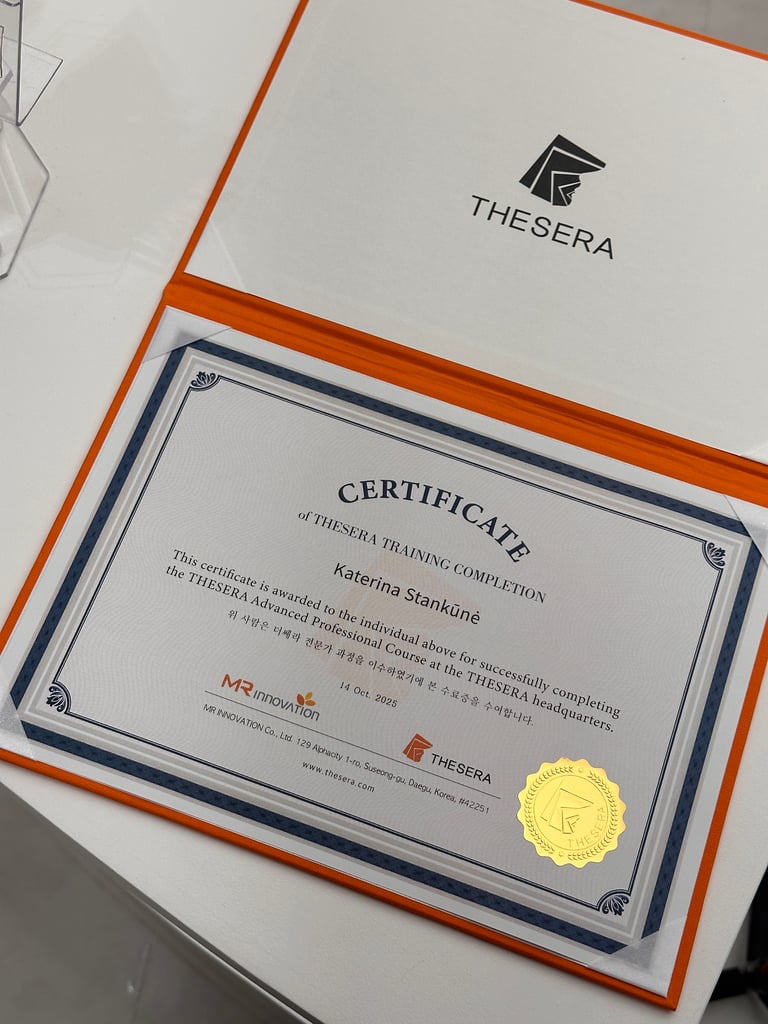 THESERA
CERTIFICATE
of THESERA TRAINING COMPLETION
Katerina Stankūnė
This certificate is awarded to the individual above for successfully completing
the THESERA Advanced Professional Course at the THESERA headquarters.
위 사람은 더쎄라 전문가 과정을 이수하였기에 본 수료증을 수여합니다.
14 Oct. 2025
MR INNOVATION
THESERA
MR INNOVATION Co., Ltd. 129 Alphacity 1-ro, Suseong-gu, Daegu, Korea, #42251
www.thesera.com
THESERA